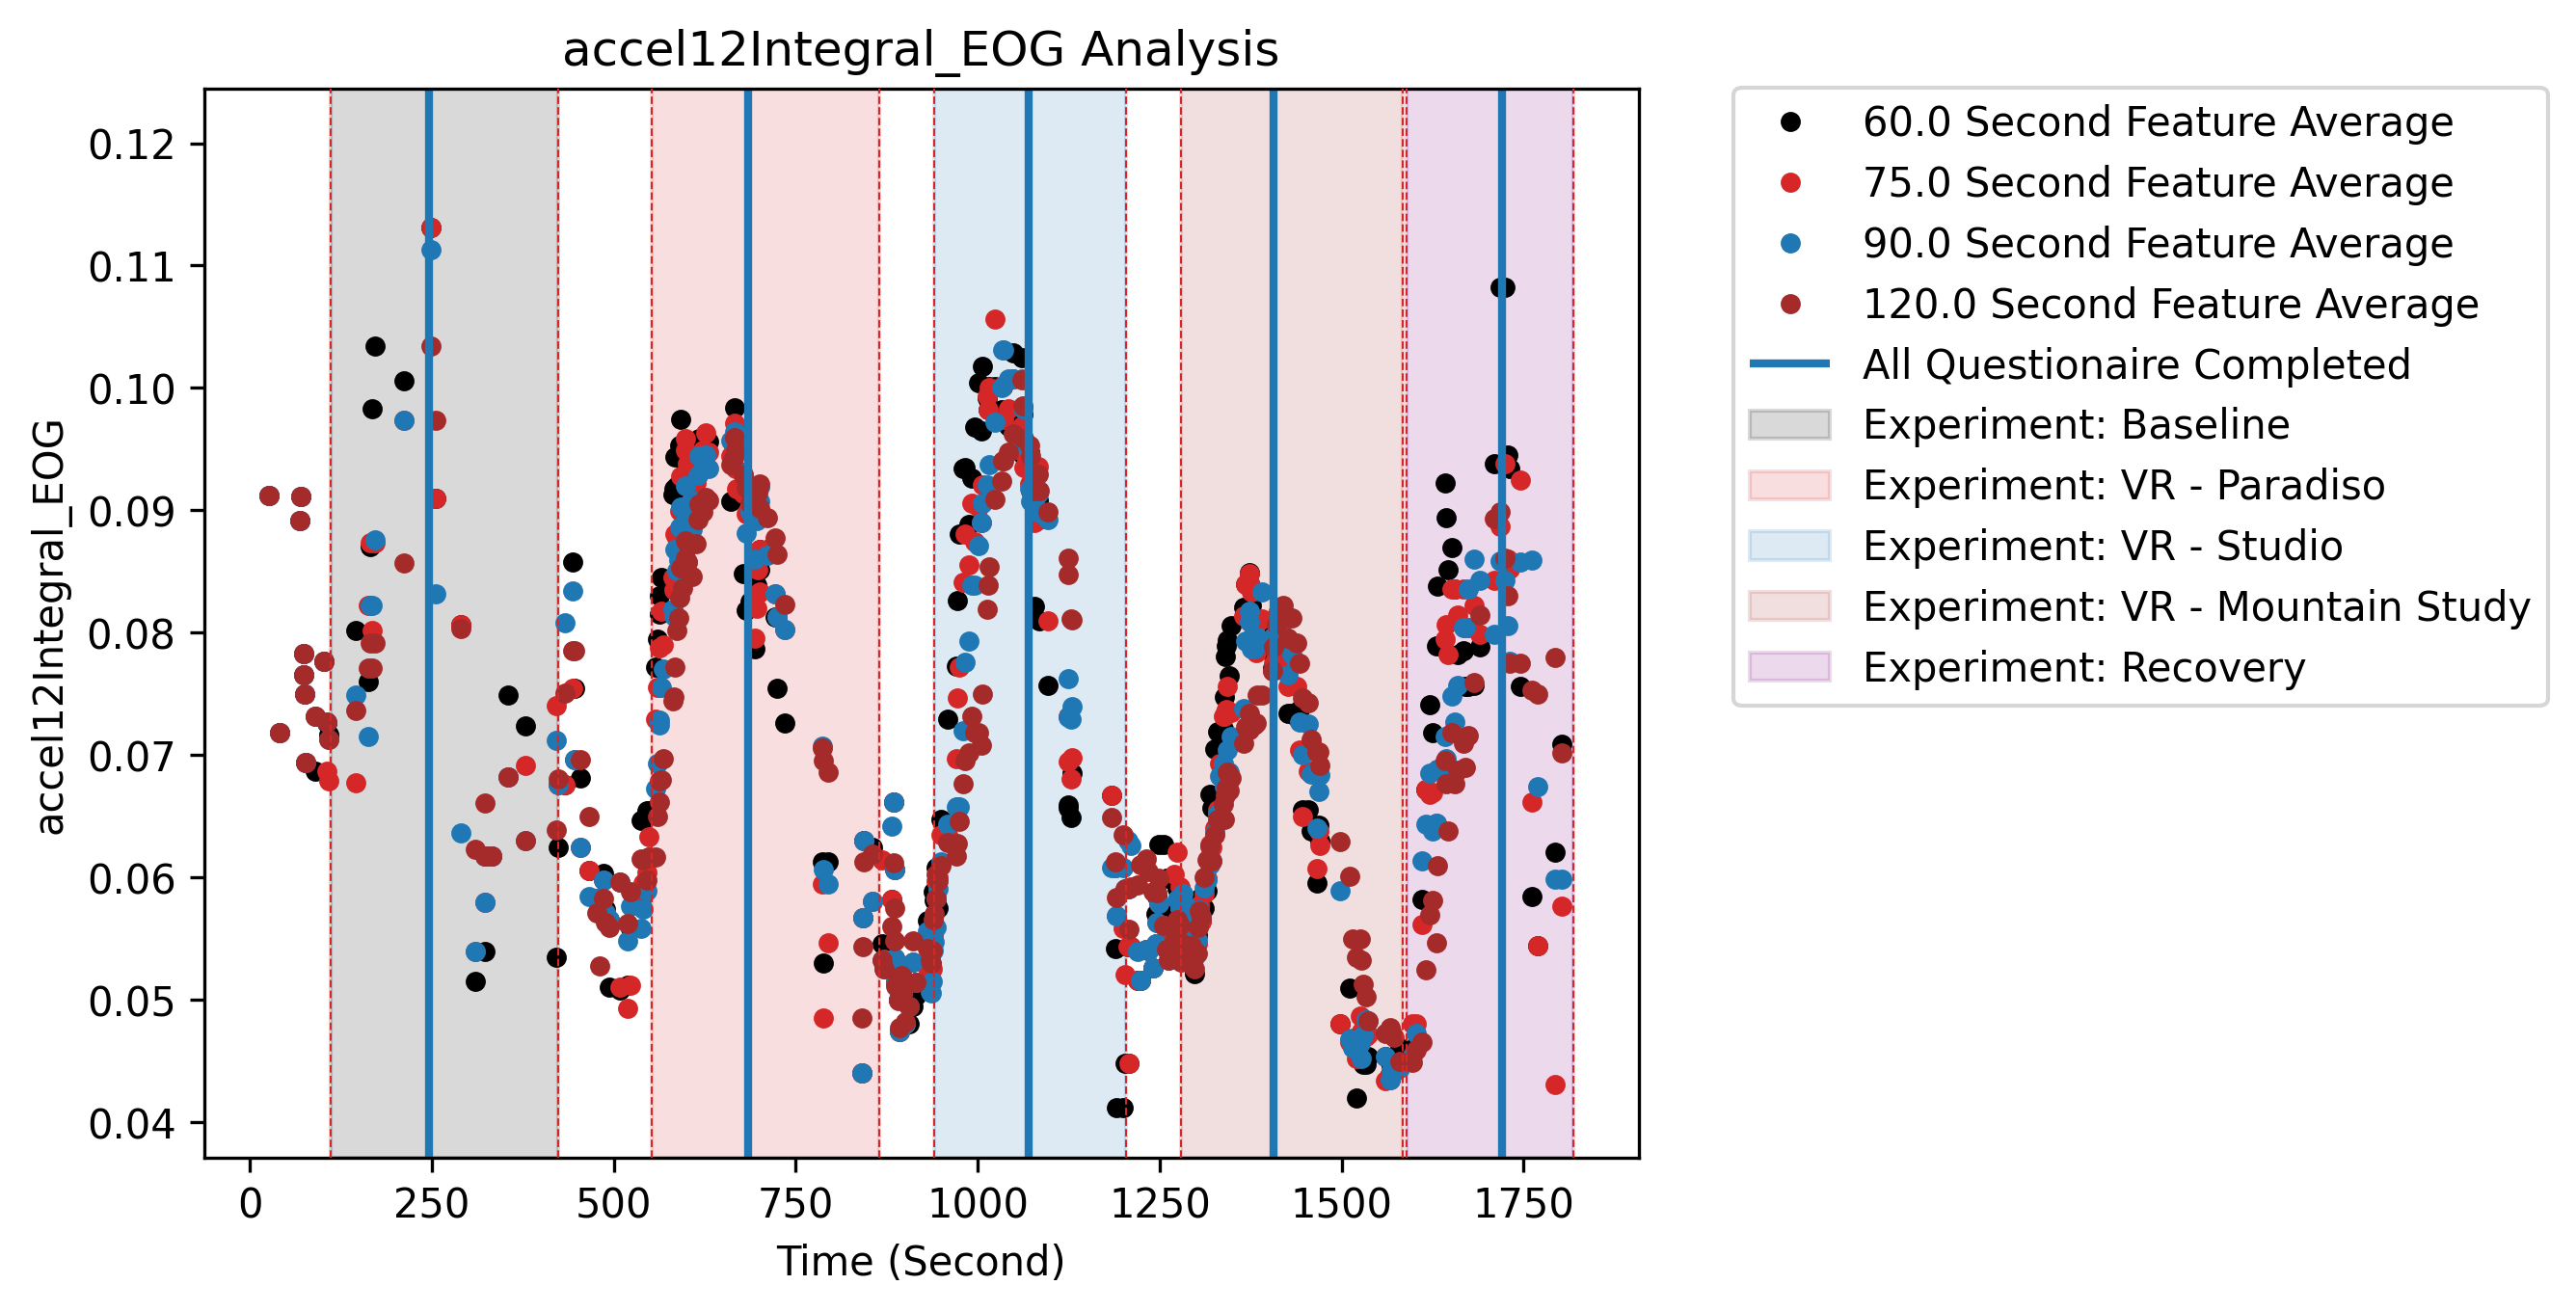 accel12Integral_EOG Analysis
accel12Integral_EOG
0.12
0.11
0.10
0.09
0.08
0.07
0.06
0.05
0.04
0 250 500 750 1000 1250 1500 1750
Time (Second)
60.0 Second Feature Average
75.0 Second Feature Average
90.0 Second Feature Average
120.0 Second Feature Average
All Questionaire Completed
Experiment: Baseline
Experiment: VR - Paradiso
Experiment: VR - Studio
Experiment: VR - Mountain Study
Experiment: Recovery